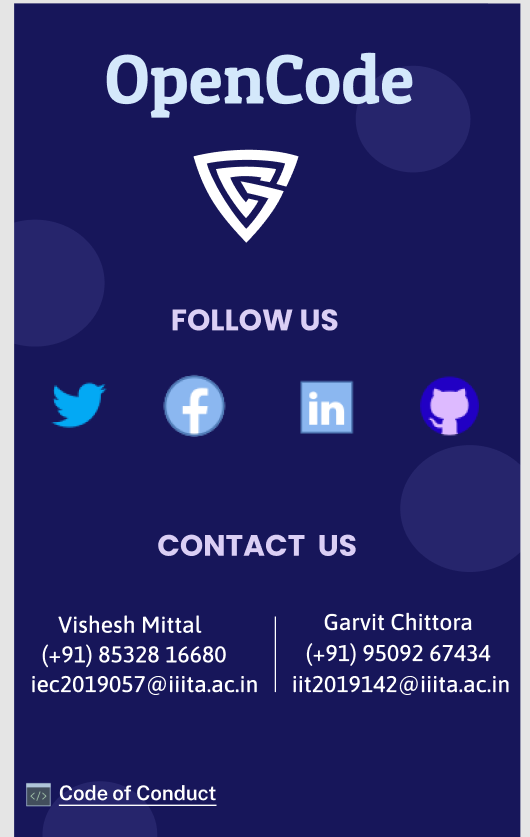 OpenCode
FOLLOW US
CONTACT US
Vishesh Mittal
(+91) 85328 16680
iec2019057@iiita.ac.in
Garvit Chittora
(+91) 95092 67434
iit2019142@iiita.ac.in
Code of Conduct